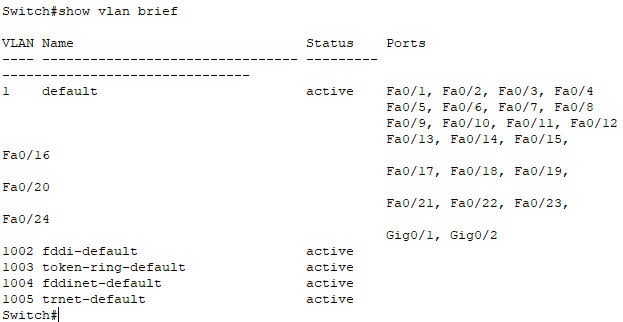 Switch#show vlan brief
VLAN Name                             Status    Ports
---- -------------------------------- ---------
-------------------------------
1    default                          active    Fa0/1, Fa0/2, Fa0/3, Fa0/4
                                                Fa0/5, Fa0/6, Fa0/7, Fa0/8
                                                Fa0/9, Fa0/10, Fa0/11, Fa0/12
                                                Fa0/13, Fa0/14, Fa0/15,
Fa0/16
                                                Fa0/17, Fa0/18, Fa0/19,
Fa0/20
                                                Fa0/21, Fa0/22, Fa0/23,
Fa0/24
                                                Gig0/1, Gig0/2
1002 fddi-default                     active
1003 token-ring-default               active
1004 fddinet-default                  active
1005 trnet-default                    active
Switch#